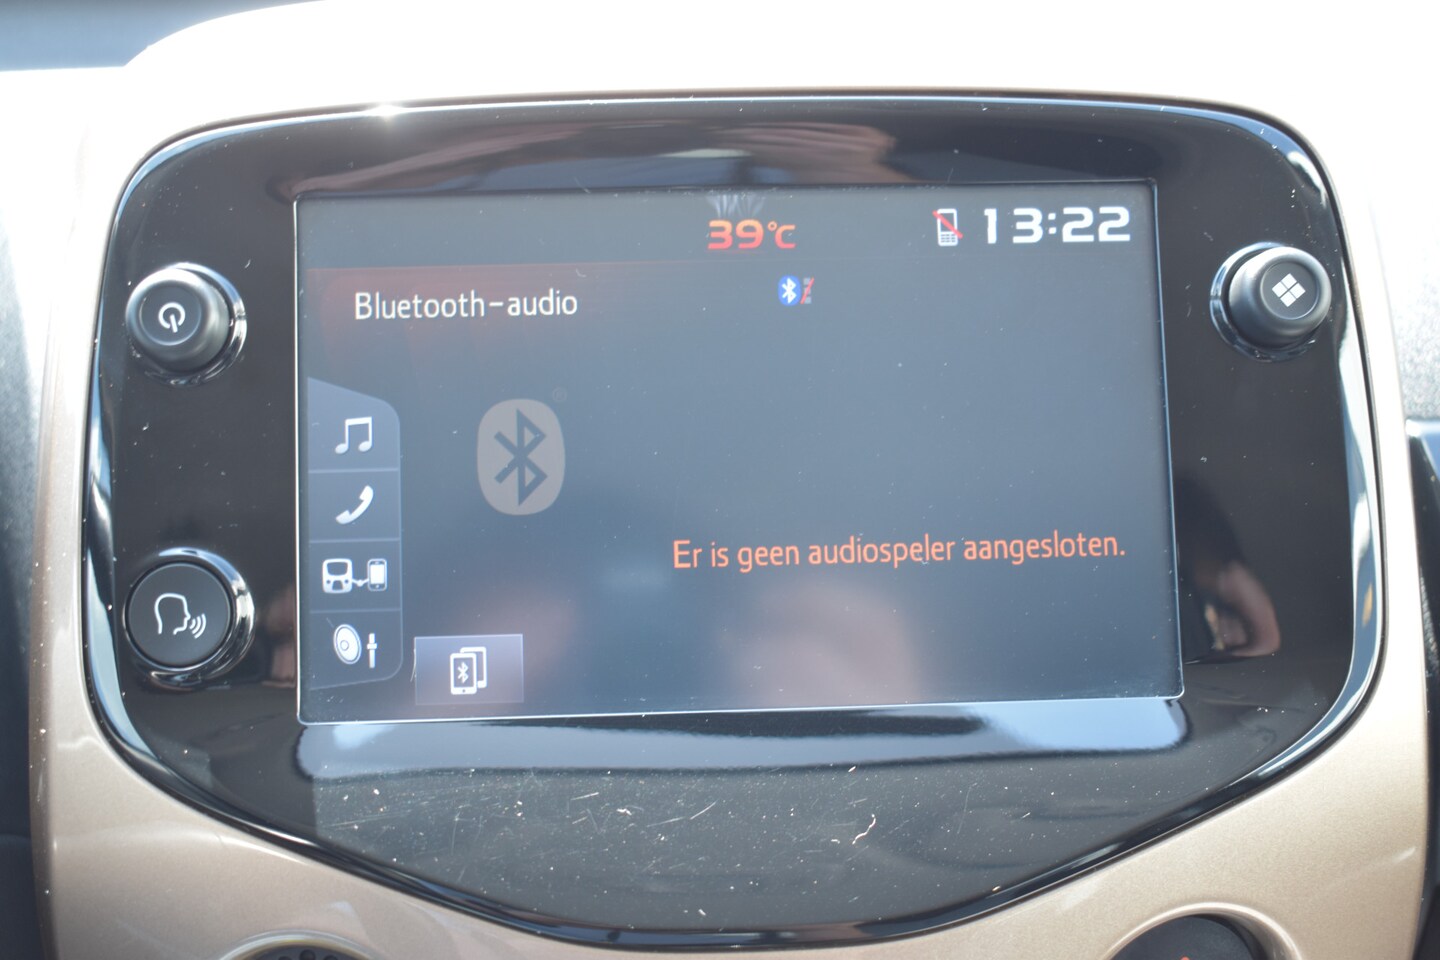 39°C 13:22
Bluetooth-audio
®
Er is geen audiospeler aangesloten.